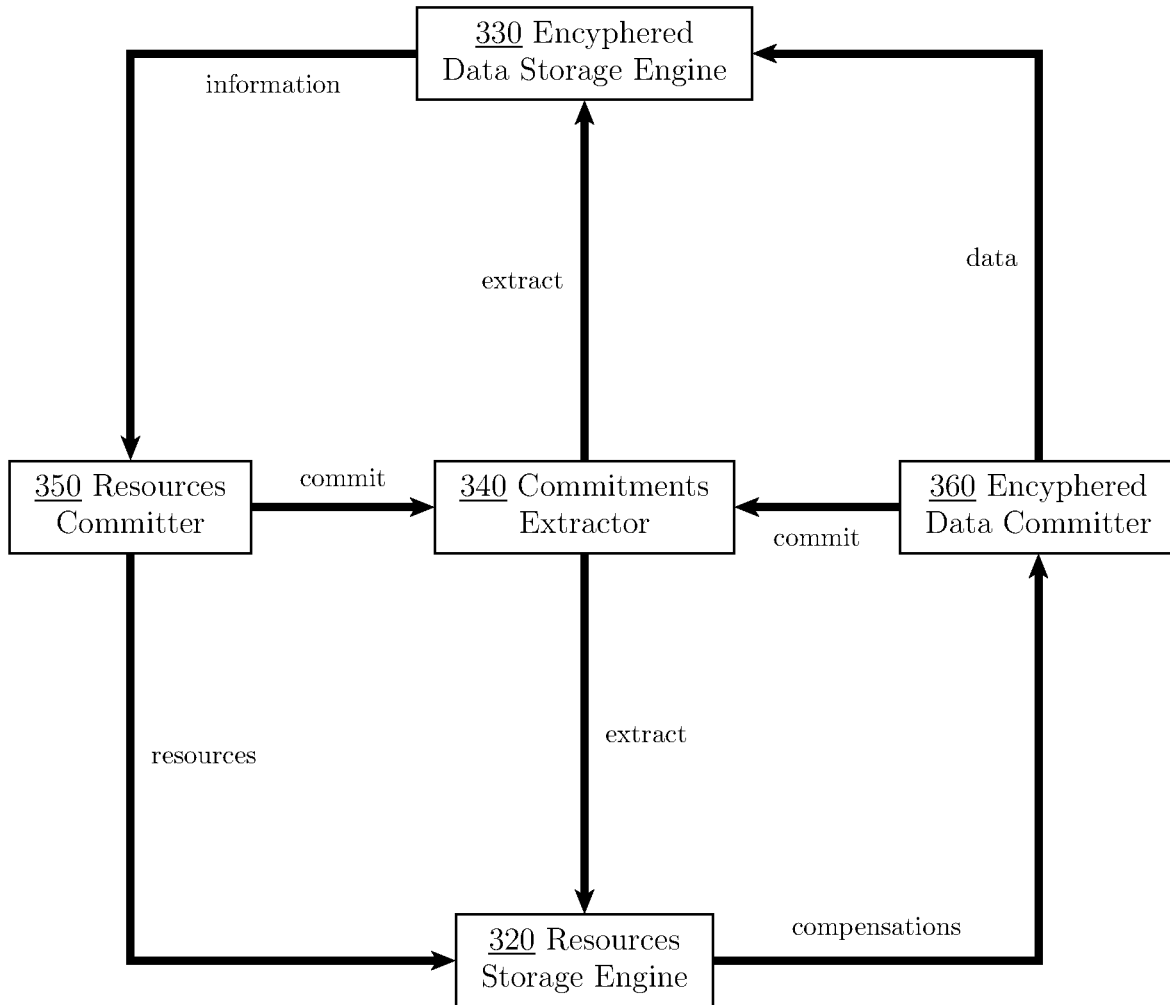 330 Encyphered
Data Storage Engine
information
data
extract
350 Resources
Committer
commit
340 Commitments
Extractor
commit
360 Encyphered
Data Committer
resources
extract
320 Resources
Storage Engine
compensations